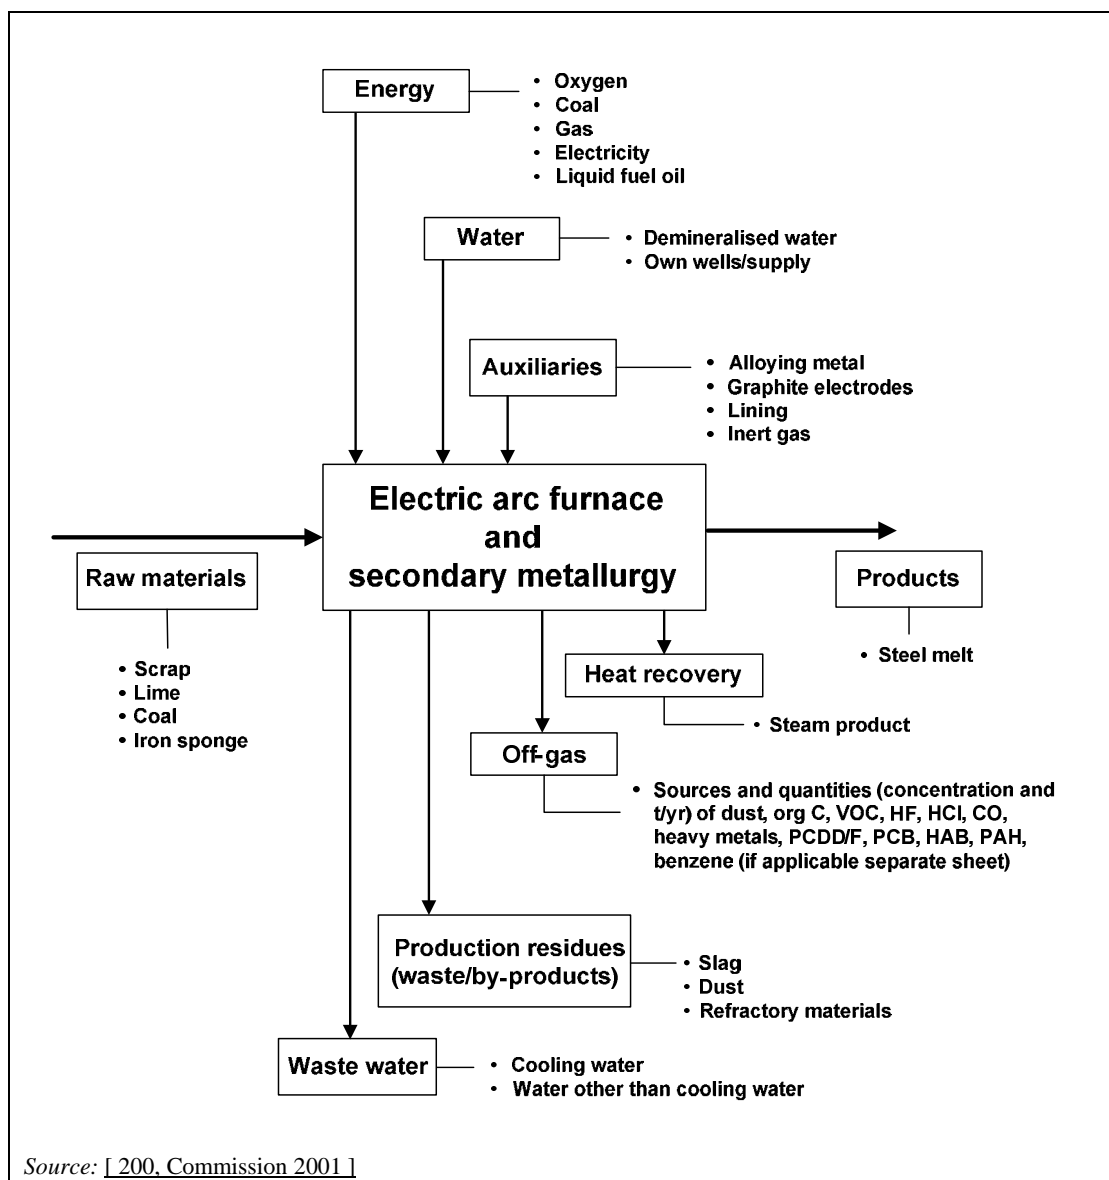 Energy
• Oxygen
• Coal
• Gas
• Electricity
• Liquid fuel oil
Water
• Demineralised water
• Own wells/supply
Auxiliaries
• Alloying metal
• Graphite electrodes
• Lining
• Inert gas
Electric arc furnace
and
secondary metallurgy
Raw materials
• Scrap
• Lime
• Coal
• Iron sponge
Products
• Steel melt
Heat recovery
• Steam product
Off-gas
• Sources and quantities (concentration and
t/yr) of dust, org C, VOC, HF, HCl, CO,
heavy metals, PCDD/F, PCB, HAB, PAH,
benzene (if applicable separate sheet)
Production residues
(waste/by-products)
• Slag
• Dust
• Refractory materials
Waste water
• Cooling water
• Water other than cooling water
Source: [ 200, Commission 2001 ]